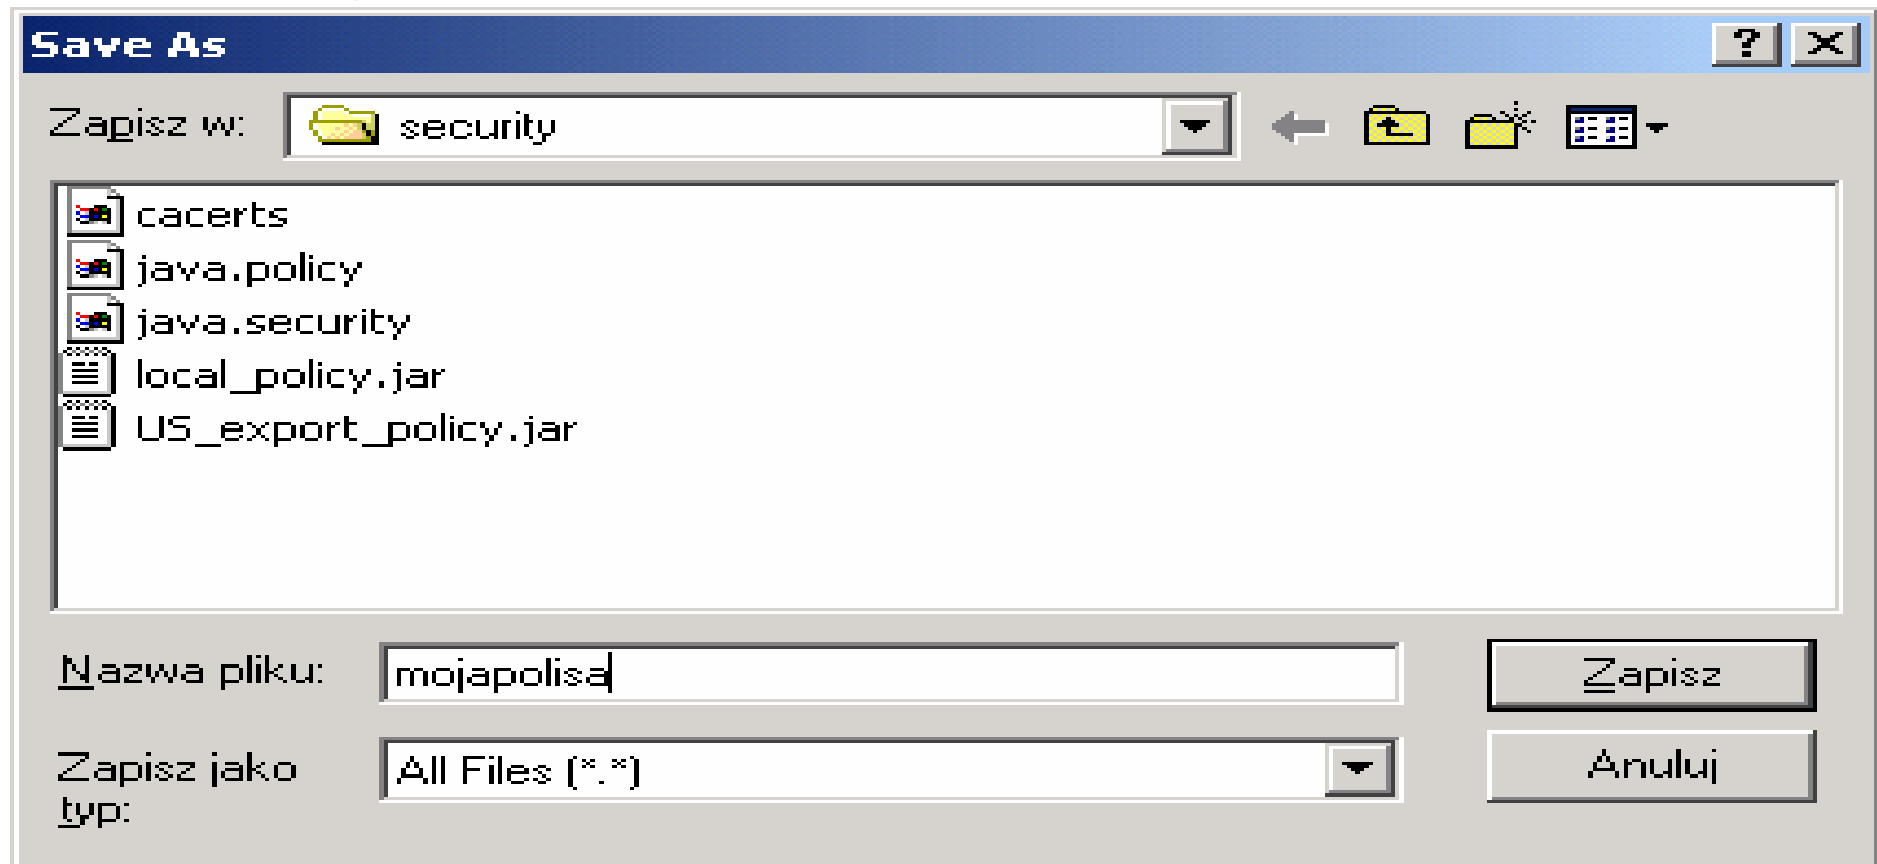 Save As
Zapisz w: security
cacerts
java.policy
java.security
local_policy.jar
US_export_policy.jar
Nazwa pliku: mojapolisa Zapisz
Zapisz jako typ: All Files (*.*) Anuluj